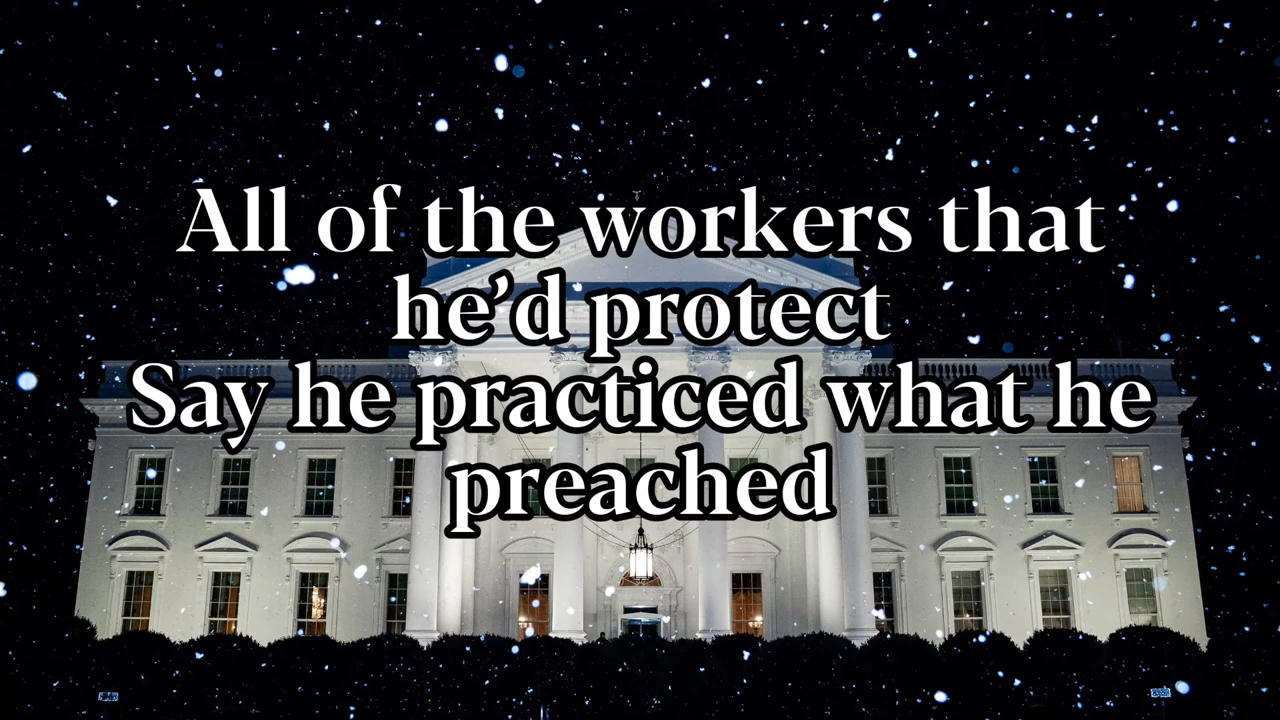 All of the workers that
he’d protect
Say he practiced what he
preached